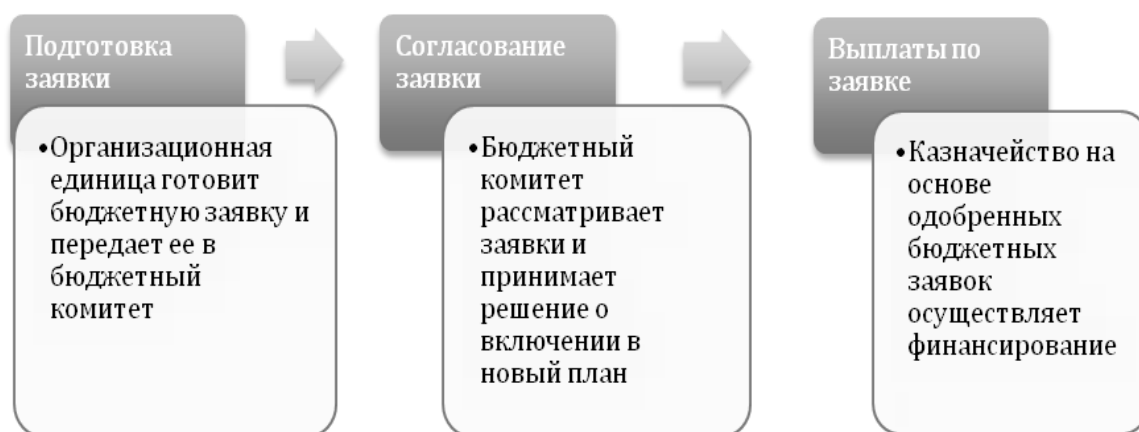 Подготовка
заявки
•Организационная
единица готовит
бюджетную заявку и
передает ее в
бюджетный
комитет
Согласование
заявки
•Бюджетный
комитет
рассматривает
заявки и
принимает
решение о
включении в
новый план
Выплаты по
заявке
•Казначейство на
основе
одобренных
бюджетных
заявок
осуществляет
финансирование